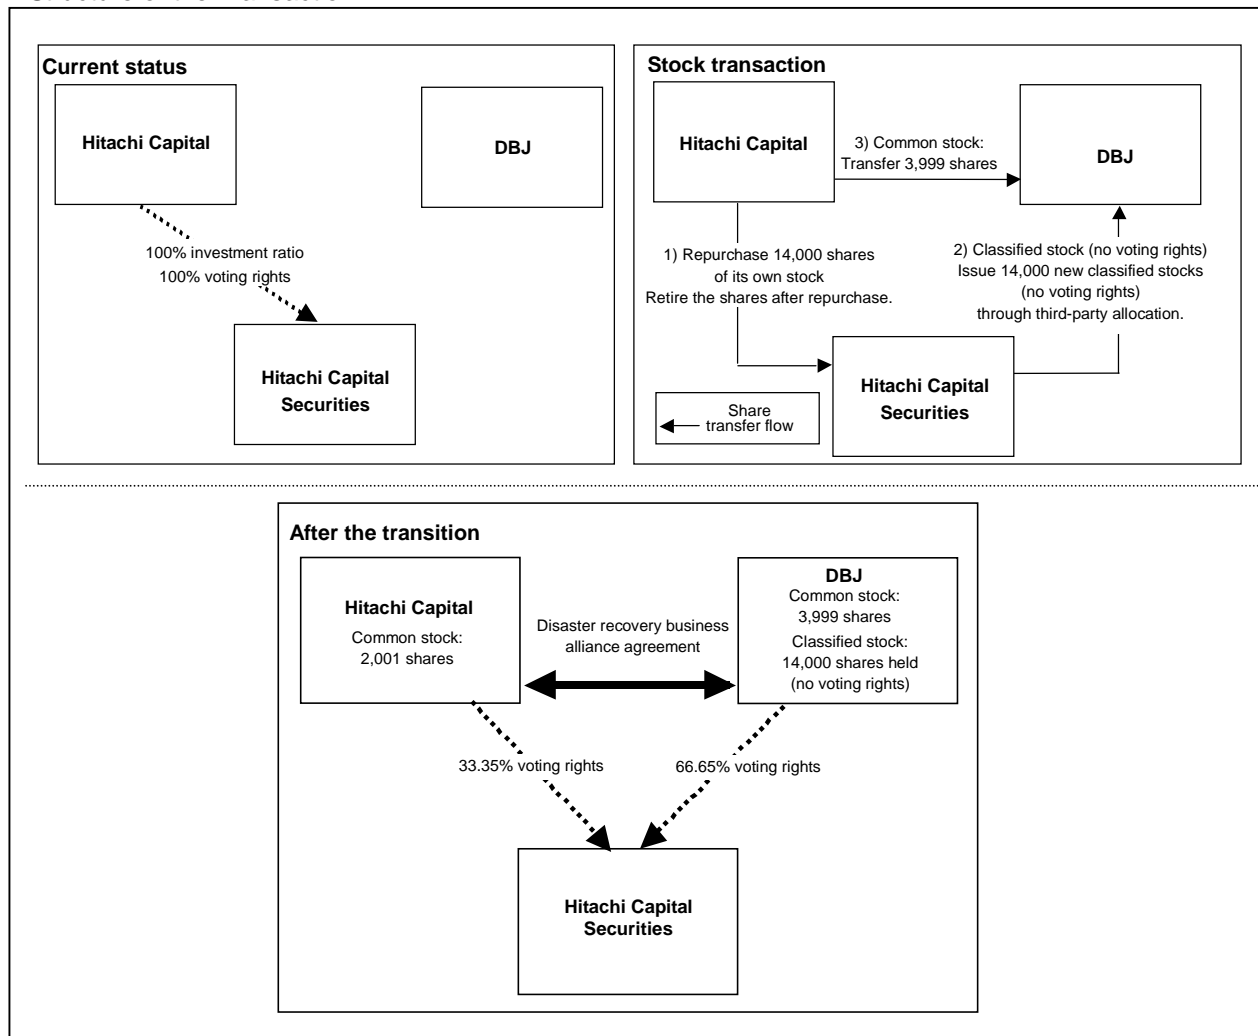 Current status
Hitachi Capital
DBJ
100% investment ratio
100% voting rights
Hitachi Capital
Securities
Stock transaction
Hitachi Capital
3) Common stock:
Transfer 3,999 shares
DBJ
1) Repurchase 14,000 shares
of its own stock
Retire the shares after repurchase.
2) Classified stock (no voting rights)
Issue 14,000 new classified stocks
(no voting rights)
through third-party allocation.
Hitachi Capital
Securities
Share
transfer flow
After the transition
Hitachi Capital
Common stock:
2,001 shares
Disaster recovery business
alliance agreement
DBJ
Common stock:
3,999 shares
Classified stock:
14,000 shares held
(no voting rights)
33.35% voting rights
66.65% voting rights
Hitachi Capital
Securities